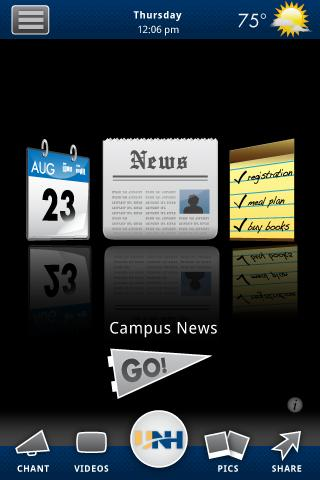 Thursday
12:06 pm
75°
AUG
23
News
registration
meal plan
buy books
Campus News
GO!
i
UNH
CHANT
VIDEOS
PICS
SHARE